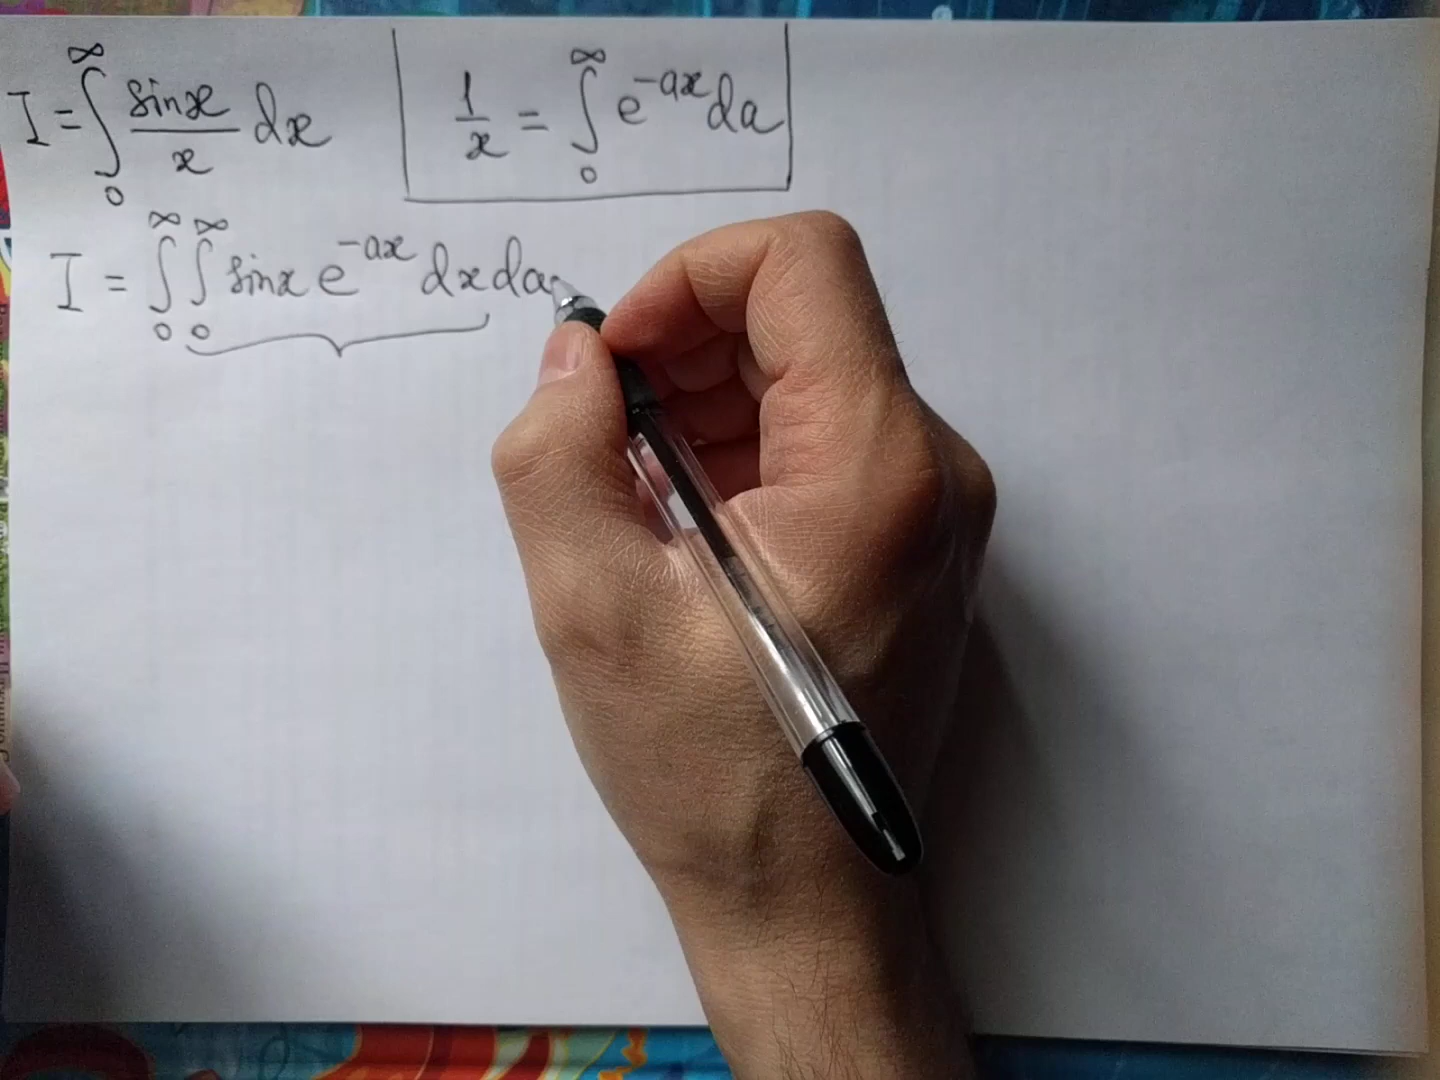 I = ∫₀^∞ sinx/x dx   1/x = ∫₀^∞ e^{-ax} da
I = ∫₀^∞ ∫₀^∞ sinx e^{-ax} dx da